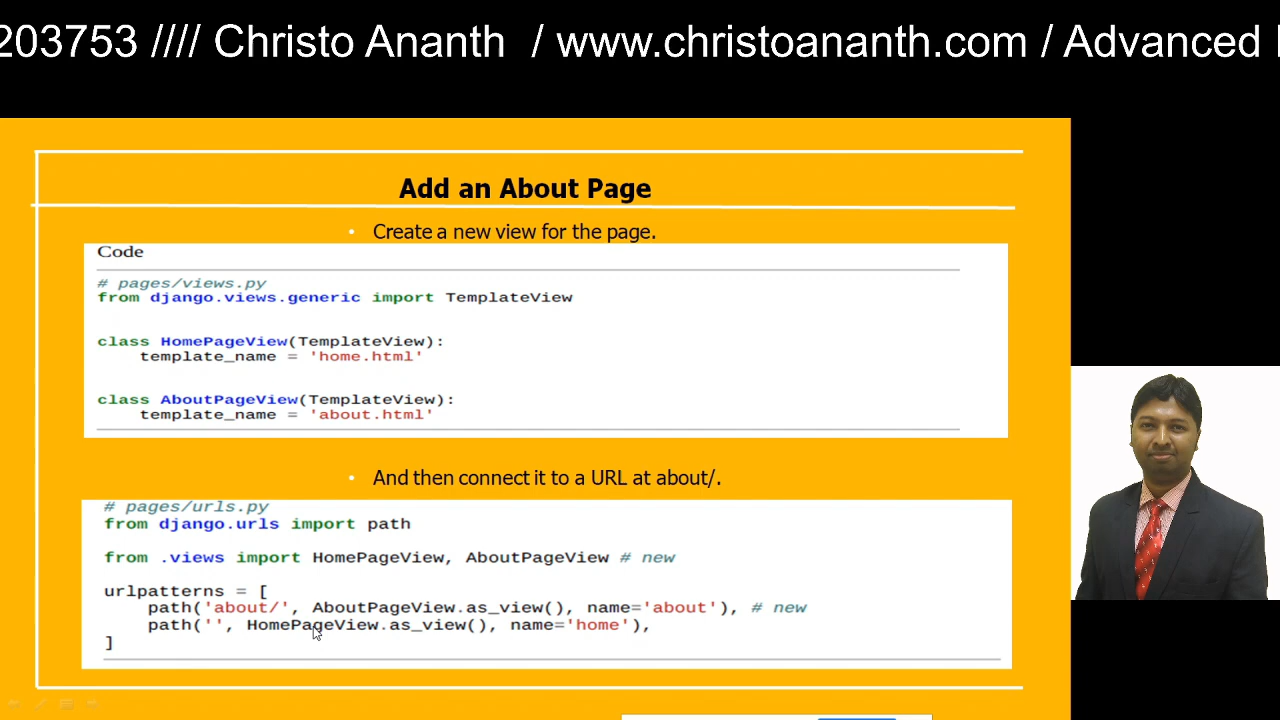 203753 //// Christo Ananth / www.christoananth.com / Advanced
Add an About Page
• Create a new view for the page.
Code
# pages/views.py
from django.views.generic import TemplateView
class HomePageView(TemplateView):
    template_name = 'home.html'
class AboutPageView(TemplateView):
    template_name = 'about.html'
• And then connect it to a URL at about/.
# pages/urls.py
from django.urls import path
from .views import HomePageView, AboutPageView # new
urlpatterns = [
    path('about/', AboutPageView.as_view(), name='about'), # new
    path('', HomePageView.as_view(), name='home'),
]